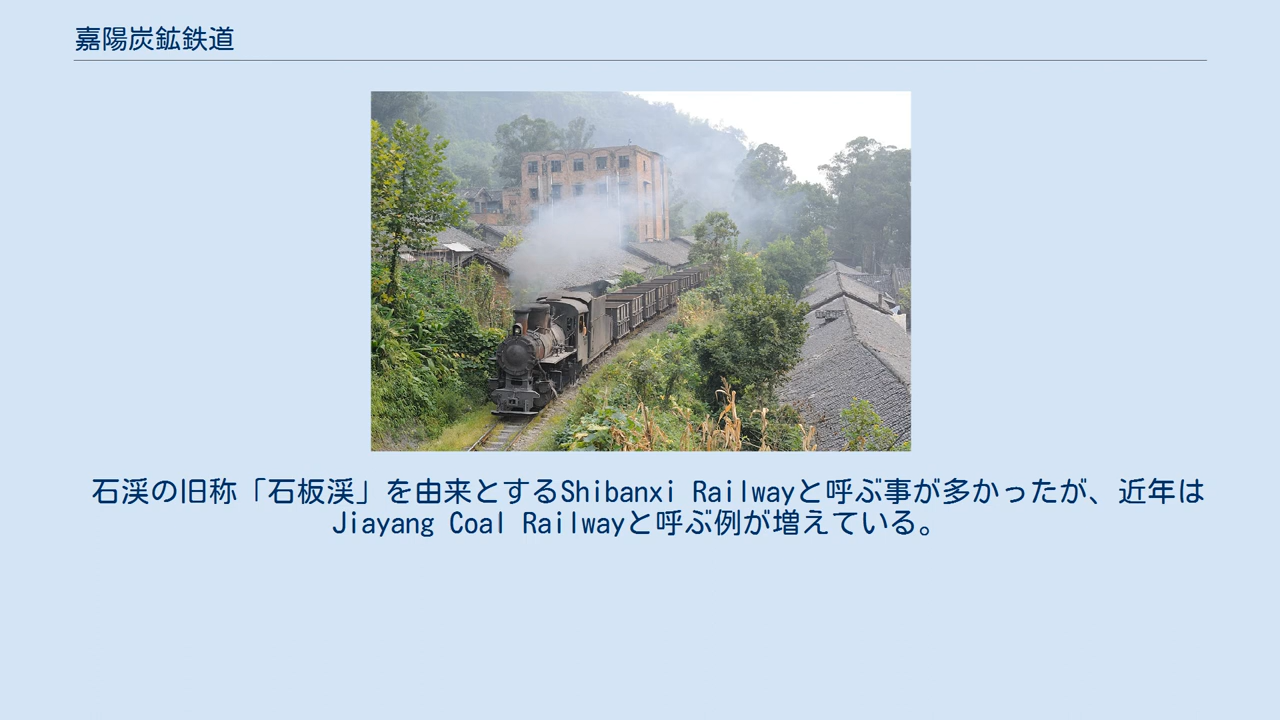 嘉陽炭鉱鉄道
石渓の旧称「石板渓」を由来とするShibanxi Railwayと呼ぶ事が多かったが、近年は
Jiayang Coal Railwayと呼ぶ例が増えている。